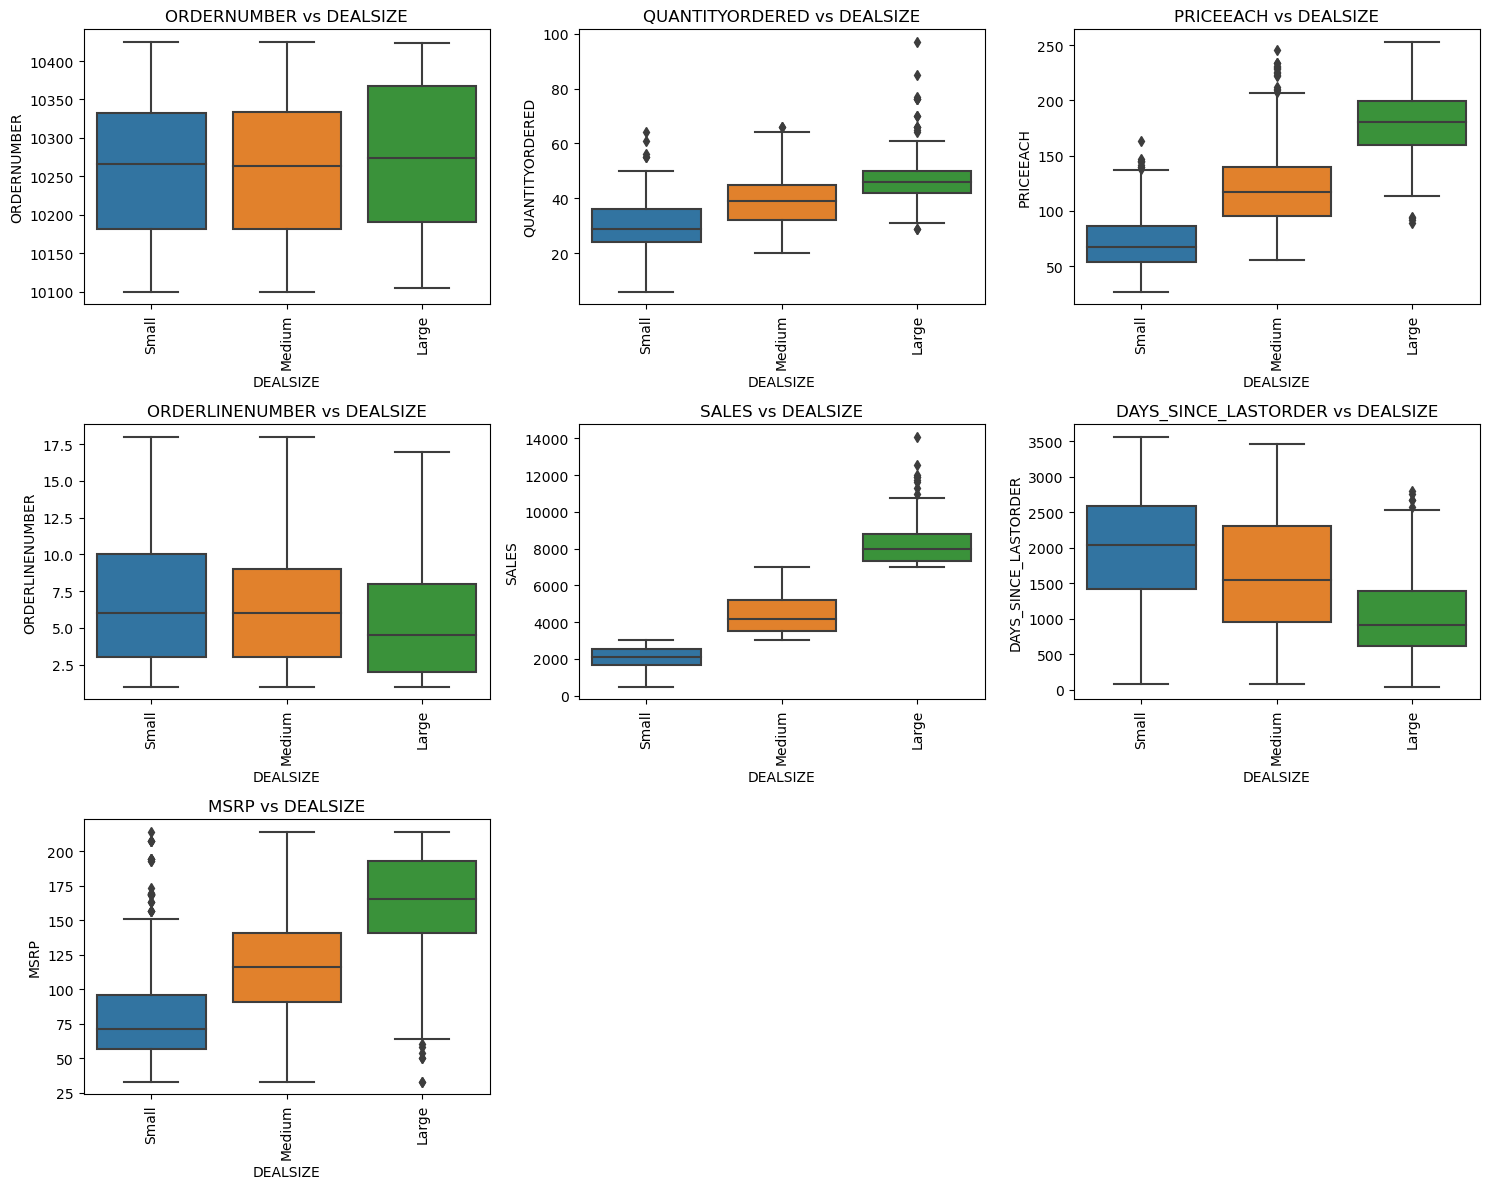 ORDERNUMBER vs DEALSIZE
ORDERNUMBER
10400
10350
10300
10250
10200
10150
10100
Small
Medium
Large
DEALSIZE
QUANTITYORDERED vs DEALSIZE
QUANTITYORDERED
100
80
60
40
20
Small
Medium
Large
DEALSIZE
PRICEEACH vs DEALSIZE
PRICEEACH
250
200
150
100
50
Small
Medium
Large
DEALSIZE
ORDERLINENUMBER vs DEALSIZE
ORDERLINENUMBER
17.5
15.0
12.5
10.0
7.5
5.0
2.5
Small
Medium
Large
DEALSIZE
SALES vs DEALSIZE
SALES
14000
12000
10000
8000
6000
4000
2000
0
Small
Medium
Large
DEALSIZE
DAYS_SINCE_LASTORDER vs DEALSIZE
DAYS_SINCE_LASTORDER
3500
3000
2500
2000
1500
1000
500
0
Small
Medium
Large
DEALSIZE
MSRP vs DEALSIZE
MSRP
200
175
150
125
100
75
50
25
Small
Medium
Large
DEALSIZE